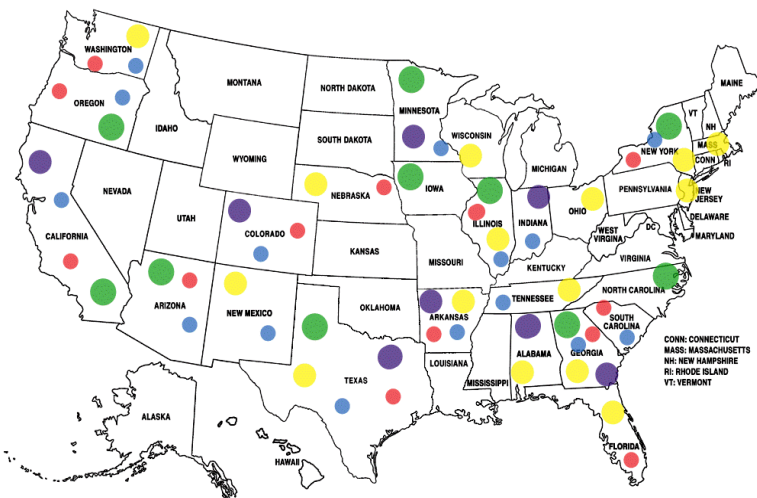 WASHINGTON
MONTANA
NORTH DAKOTA
MINNESOTA
MAINE
OREGON
IDAHO
SOUTH DAKOTA
WISCONSIN
MICHIGAN
VT
NH
NEW YORK
MASS
CONN
RI
WYOMING
NEBRASKA
IOWA
PENNSYLVANIA
NEW
JERSEY
NEVADA
UTAH
COLORADO
KANSAS
MISSOURI
ILLINOIS
INDIANA
OHIO
WEST
VIRGINIA
DC
DELAWARE
MARYLAND
CALIFORNIA
KENTUCKY
VIRGINIA
ARIZONA
NEW MEXICO
OKLAHOMA
ARKANSAS
TENNESSEE
NORTH CAROLINA
SOUTH
CAROLINA
TEXAS
LOUISIANA
MISSISSIPPI
ALABAMA
GEORGIA
FLORIDA
ALASKA
HAWAII
CONN: CONNECTICUT
MASS: MASSACHUSETTS
NH: NEW HAMPSHIRE
RI: RHODE ISLAND
VT: VERMONT